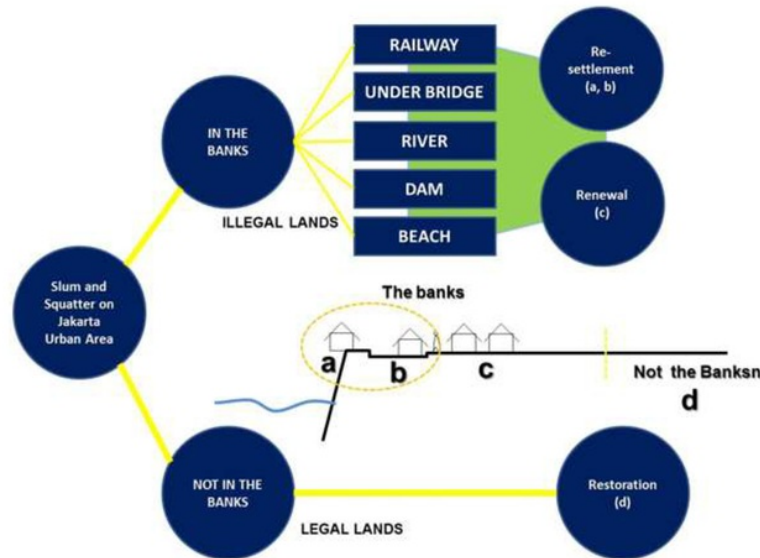 RAILWAY
UNDER BRIDGE
RIVER
DAM
BEACH
Re-
settlement
(a, b)
Renewal
(c)
IN THE
BANKS
ILLEGAL LANDS
Slum and
Squatter on
Jakarta
Urban Area
The banks
a
b
c
Not the Banksn
d
NOT IN THE
BANKS
LEGAL LANDS
Restoration
(d)